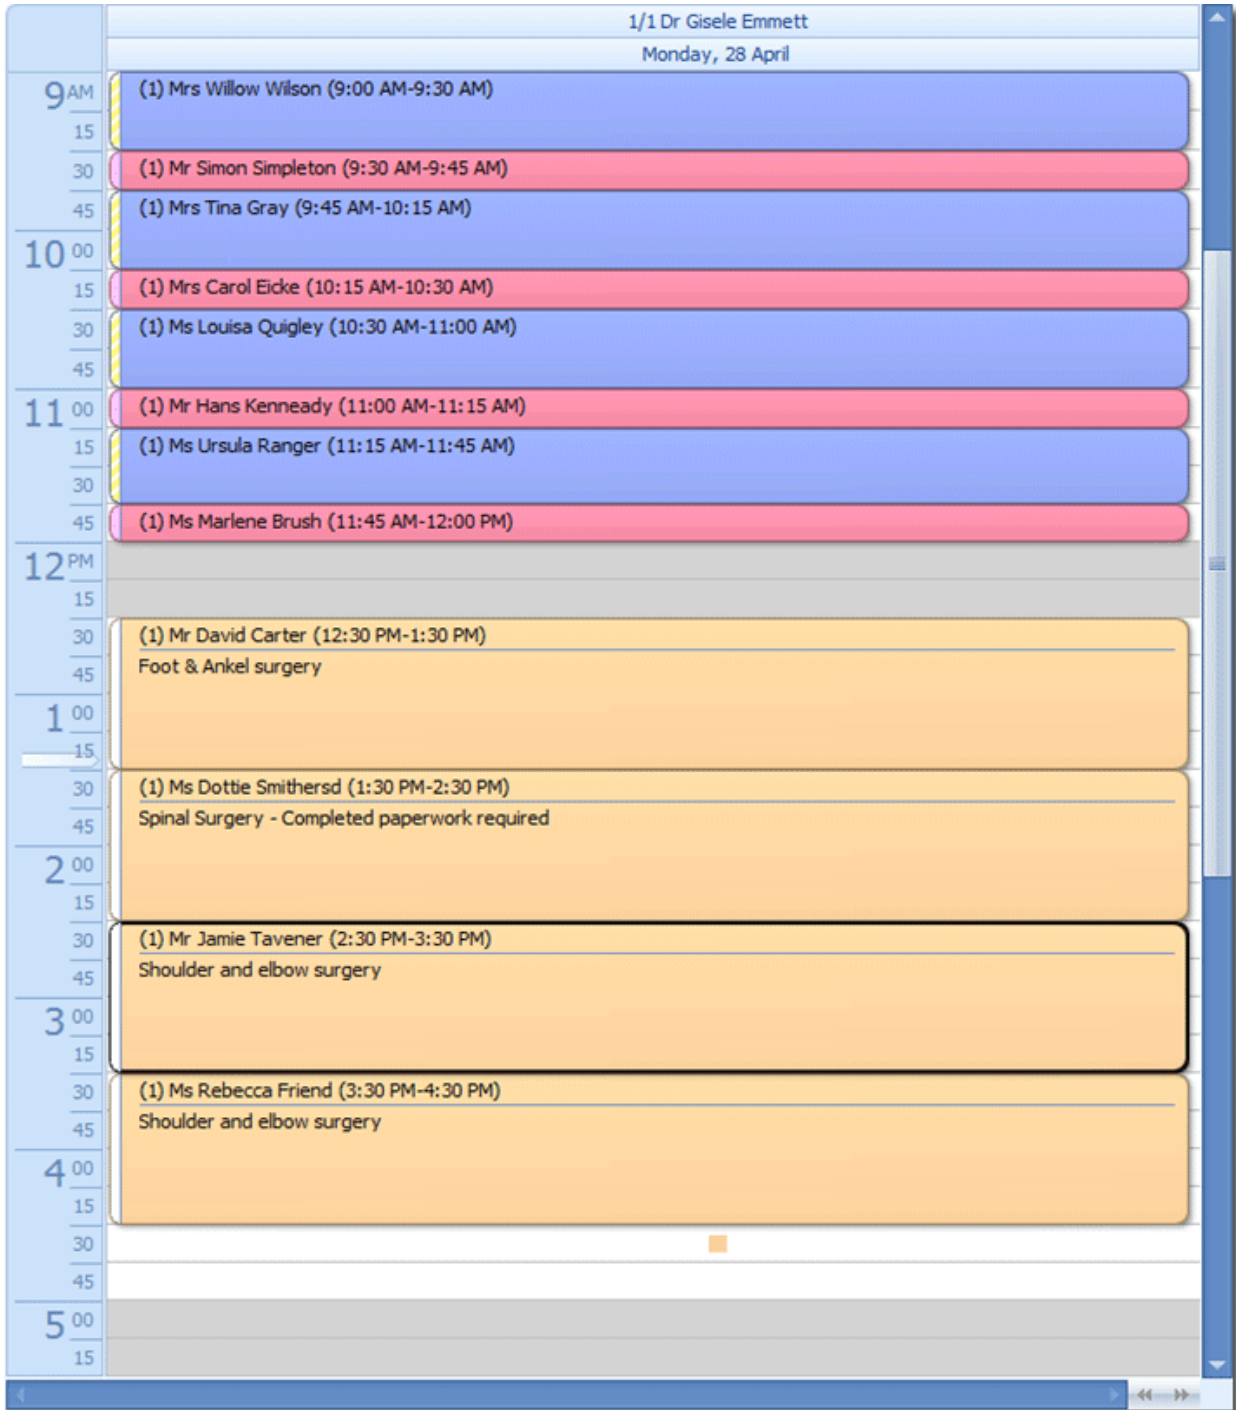 1/1 Dr Gisele Emmett
Monday, 28 April
9 AM
(1) Mrs Willow Wilson (9:00 AM-9:30 AM)
15
30
(1) Mr Simon Simpleton (9:30 AM-9:45 AM)
45
(1) Mrs Tina Gray (9:45 AM-10:15 AM)
10 00
15
(1) Mrs Carol Eicke (10:15 AM-10:30 AM)
30
(1) Ms Louisa Quigley (10:30 AM-11:00 AM)
45
11 00
(1) Mr Hans Kenneady (11:00 AM-11:15 AM)
15
(1) Ms Ursula Ranger (11:15 AM-11:45 AM)
30
45
(1) Ms Marlene Brush (11:45 AM-12:00 PM)
12 PM
15
30
(1) Mr David Carter (12:30 PM-1:30 PM)
45
Foot & Ankel surgery
1 00
15
30
(1) Ms Dottie Smithersd (1:30 PM-2:30 PM)
45
Spinal Surgery - Completed paperwork required
2 00
15
30
(1) Mr Jamie Tavener (2:30 PM-3:30 PM)
45
Shoulder and elbow surgery
3 00
15
30
(1) Ms Rebecca Friend (3:30 PM-4:30 PM)
45
Shoulder and elbow surgery
4 00
15
30
45
5 00
15